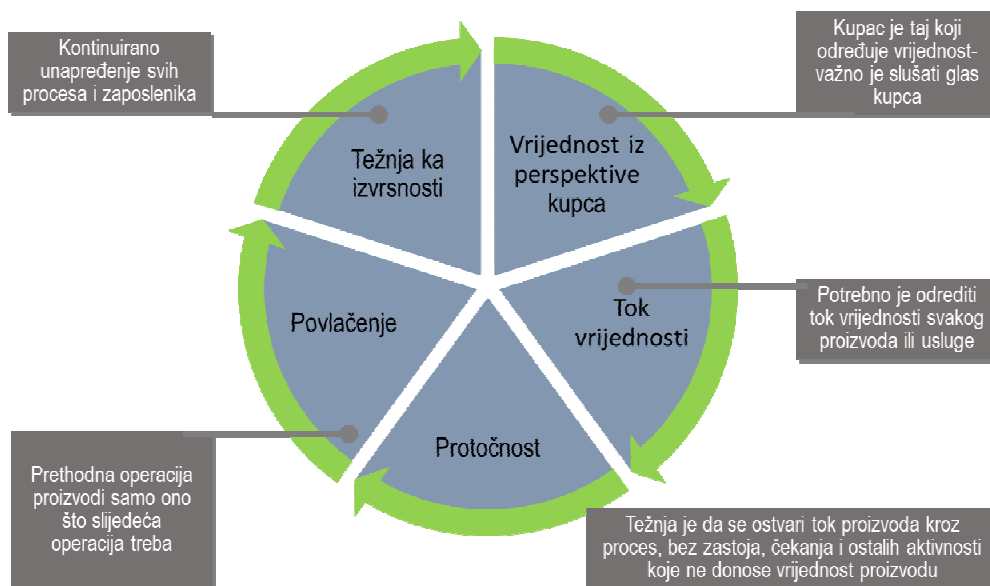 Kontinuirano
unapređenje svih
procesa i zaposlenika
Kupac je taj koji
određuje vrijednost-
važno je slušati glas
kupca
Težnja ka
izvrsnosti
Vrijednost iz
perspektive
kupca
Povlačenje
Tok
vrijednosti
Potrebno je odrediti
tok vrijednosti svakog
proizvoda ili usluge
Protočnost
Prethodna operacija
proizvodi samo ono
što slijedeća
operacija treba
Težnja je da se ostvari tok proizvoda kroz
proces, bez zastoja, čekanja i ostalih aktivnosti
koje ne donose vrijednost proizvodu